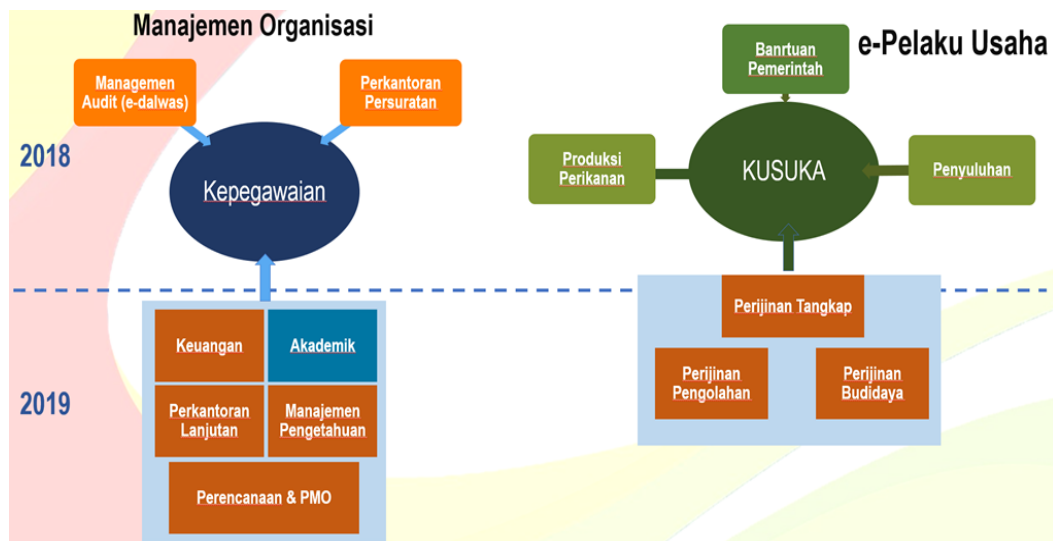 Manajemen Organisasi
e-Pelaku Usaha
Managemen
Audit (e-dalwas)
Perkantoran
Persuratan
Banrtuan
Pemerintah
2018
Kepegawaian
Produksi
Perikanan
KUSUKA
Penyuluhan
2019
Keuangan
Akademik
Perkantoran
Lanjutan
Manajemen
Pengetahuan
Perencanaan & PMO
Perijinan Tangkap
Perijinan
Pengolahan
Perijinan
Budidaya